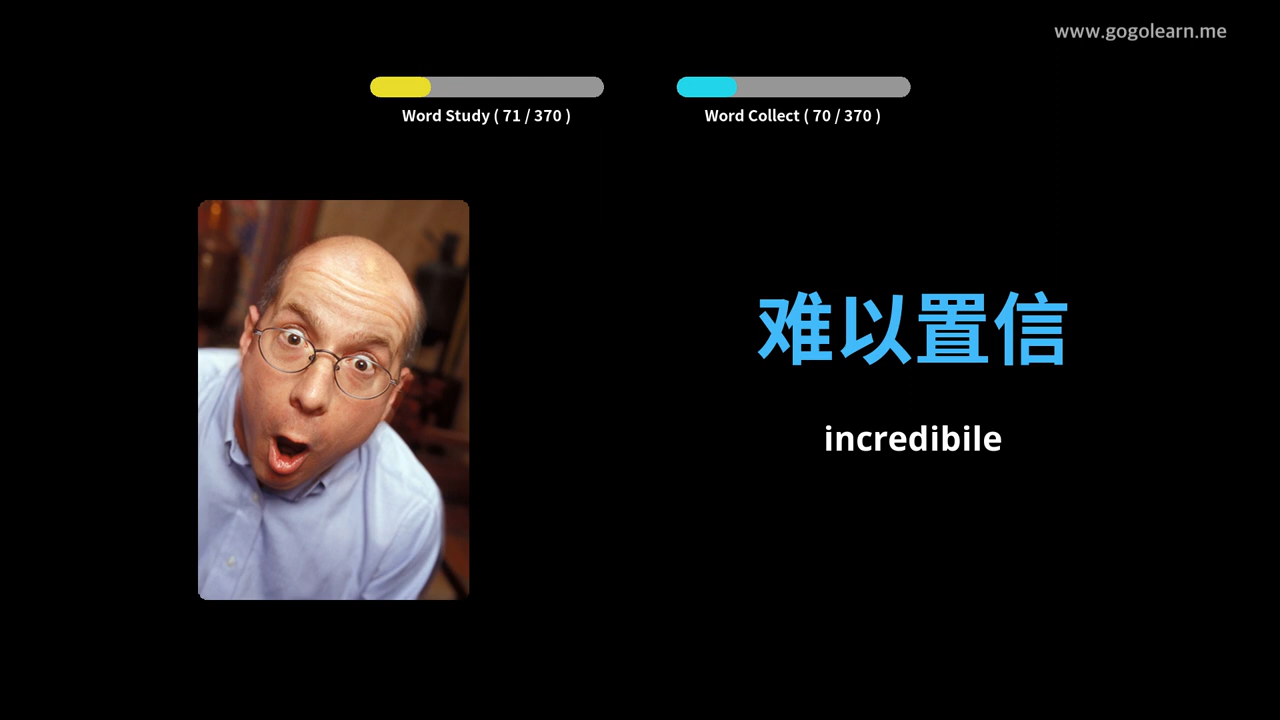 www.gogolearn.me
Word Study ( 71 / 370 )
Word Collect ( 70 / 370 )
难以置信
incredibile